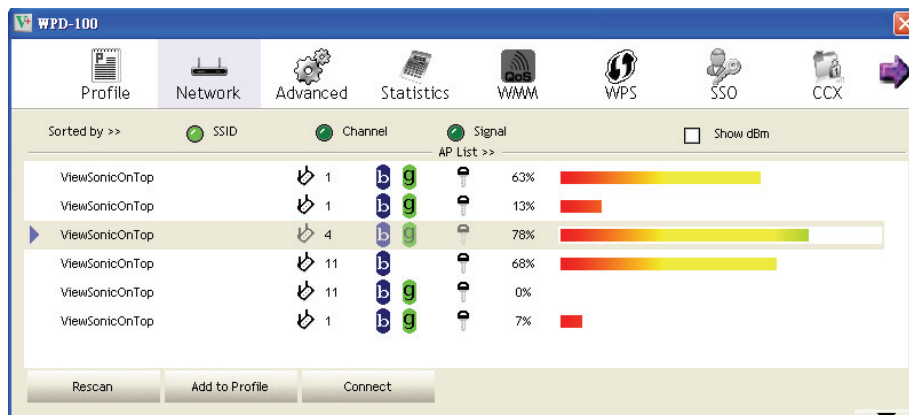 V+ WPD-100
P
QoS
Profile Network Advanced Statistics WMM WPS SSO CCX
Sorted by >> SSID Channel Signal Show dBm
AP List >>
ViewSonicOnTop 1 b g 63%
ViewSonicOnTop 1 b g 13%
ViewSonicOnTop 4 b g 78%
ViewSonicOnTop 11 b 68%
ViewSonicOnTop 11 b g 0%
ViewSonicOnTop 1 b g 7%
Rescan Add to Profile Connect